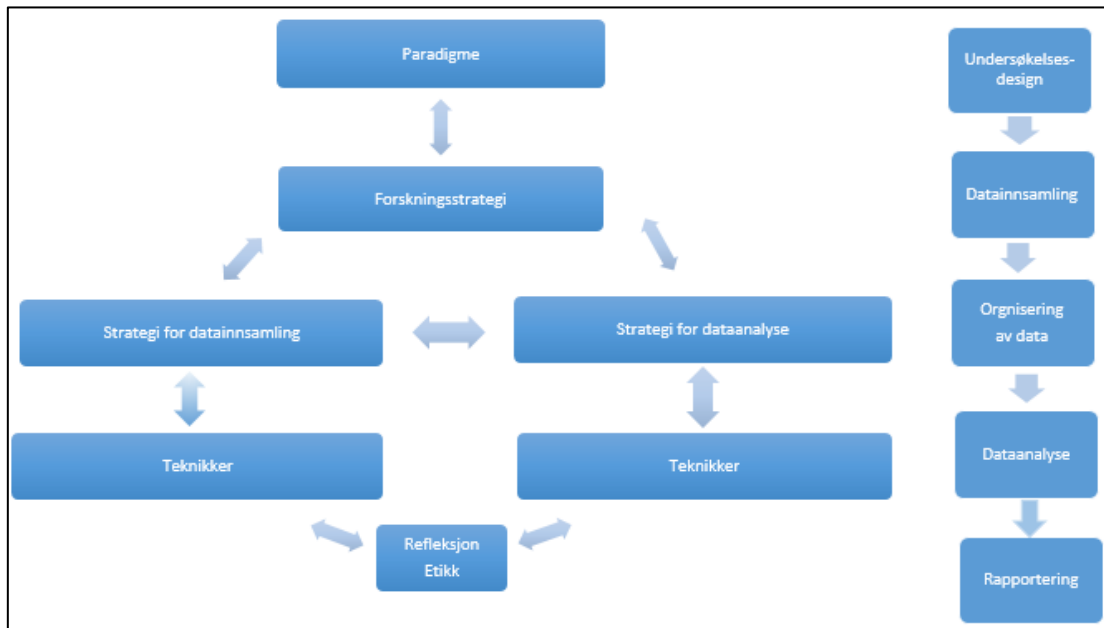 Paradigme
Forskningsstrategi
Strategi for datainnsamling
Strategi for dataanalyse
Teknikker
Teknikker
Refleksjon
Etikk
Undersøkelses-
design
Datainnsamling
Orgnisering
av data
Dataanalyse
Rapportering